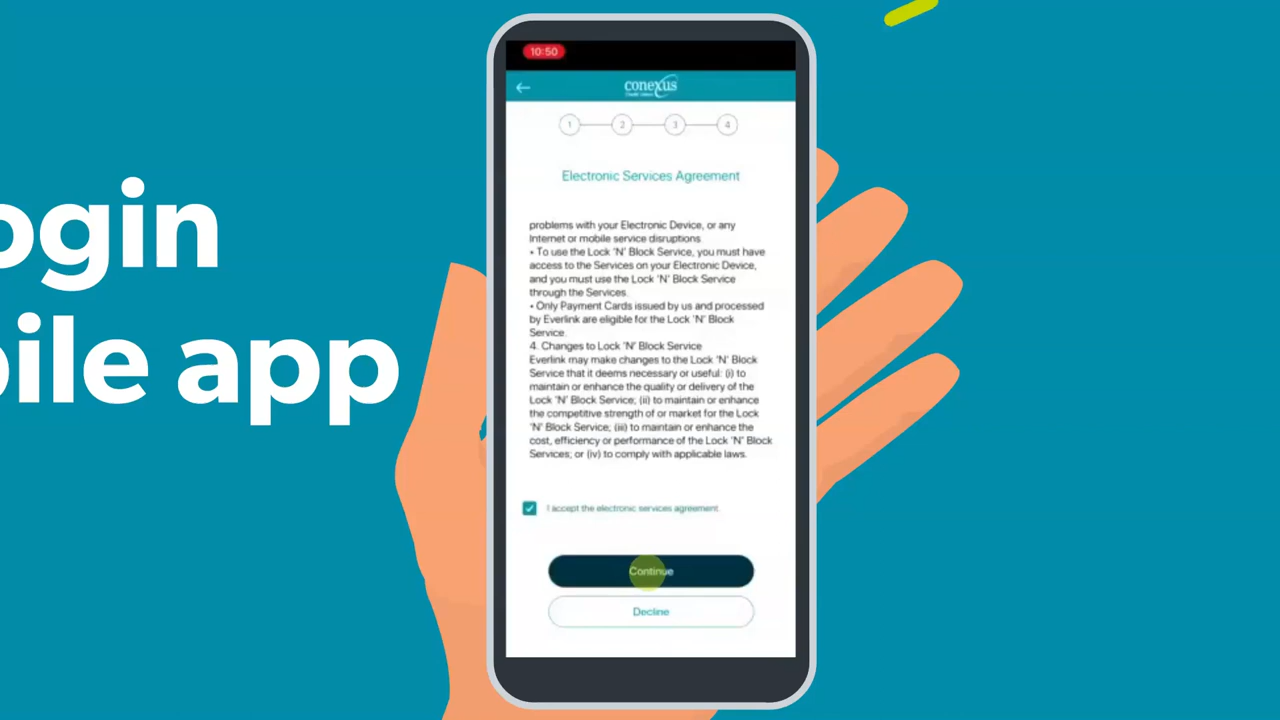 ogin
ile app
10:50
conexus
1
2
3
4
Electronic Services Agreement
problems with your Electronic Device, or any
Internet or mobile service disruptions.
• To use the Lock 'N' Block Service, you must have
access to the Services on your Electronic Device,
and you must use the Lock 'N' Block Service
through the Services.
• Only Payment Cards issued by us and processed
by Everlink are eligible for the Lock 'N' Block
Service.
4. Changes to Lock 'N' Block Service
Everlink may make changes to the Lock 'N' Block
Service that it deems necessary or useful: (i) to
maintain or enhance the quality or delivery of the
Lock 'N' Block Service; (ii) to maintain or enhance
the competitive strength of or market for the Lock
'N' Block Service; (iii) to maintain or enhance the
cost, efficiency or performance of the Lock 'N' Block
Services; or (iv) to comply with applicable laws.
I accept the electronic services agreement.
Continue
Decline